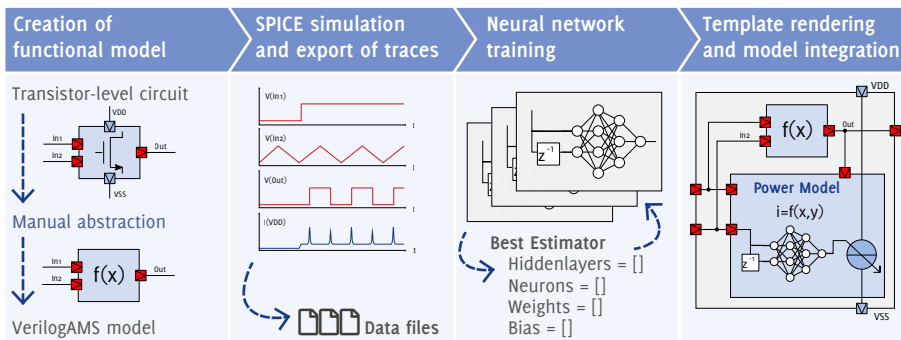 Creation of
functional model
SPICE simulation
and export of traces
Neural network
training
Template rendering
and model integration
Transistor-level circuit
VDD
In1
In2
Out
VSS
Manual abstraction
In1
In2
f(x)
Out
VerilogAMS model
V(In1)
t
V(In2)
t
V(Out)
t
I(VDD)
t
Data files
z⁻¹
Best Estimator
Hiddenlayers = []
Neurons = []
Weights = []
Bias = []
VDD
f(x)
In2
Out
Power Model
i=f(x,y)
z⁻¹
VSS